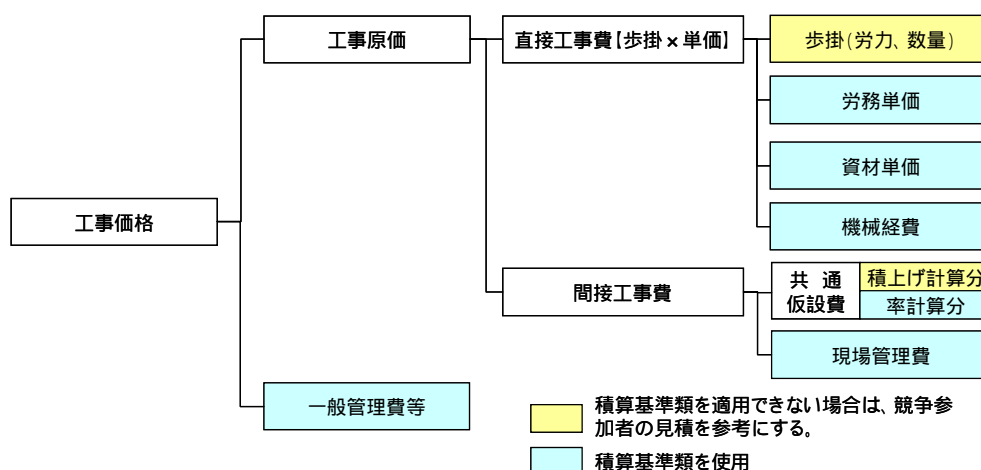 工事原価
直接工事費【歩掛×単価】
歩掛(労力、数量)
労務単価
資材単価
工事価格
機械経費
間接工事費
共 通
仮設費
積上げ計算分
率計算分
現場管理費
一般管理費等
積算基準類を適用できない場合は、競争参
加者の見積を参考にする。
積算基準類を使用